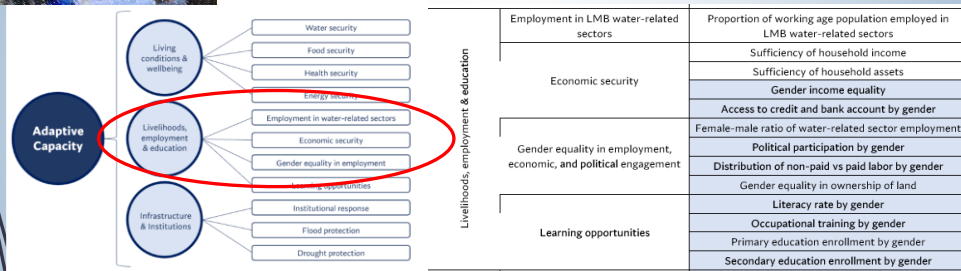 Adaptive
Capacity
Living
conditions &
wellbeing
Water security
Food security
Health security
Energy security
Livelihoods,
employment
& education
Employment in water-related sectors
Economic security
Gender equality in employment
Learning opportunities
Infrastructure
& Institutions
Institutional response
Flood protection
Drought protection
Livelihoods, employment & education
Employment in LMB water-related
sectors
Proportion of working age population employed in
LMB water-related sectors
Economic security
Sufficiency of household income
Sufficiency of household assets
Gender income equality
Access to credit and bank account by gender
Gender equality in employment,
economic, and political engagement
Female-male ratio of water-related sector employment
Political participation by gender
Distribution of non-paid vs paid labor by gender
Gender equality in ownership of land
Learning opportunities
Literacy rate by gender
Occupational training by gender
Primary education enrollment by gender
Secondary education enrollment by gender